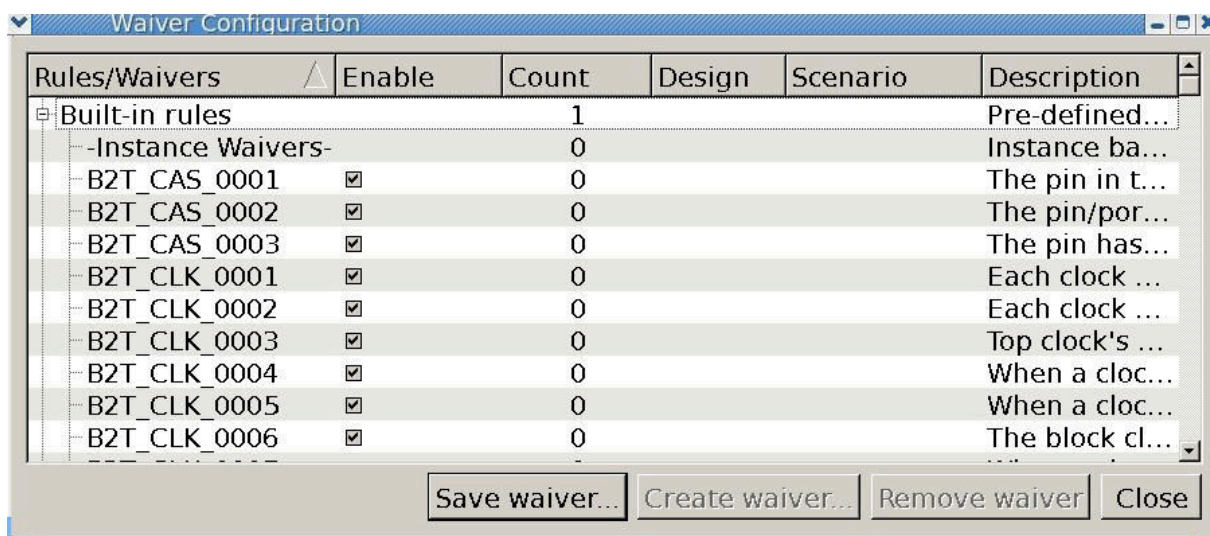 Waiver Configuration
Rules/Waivers Enable Count Design Scenario Description
Built-in rules 1 Pre-defined...
-Instance Waivers- 0 Instance ba...
B2T_CAS_0001 0 The pin in t...
B2T_CAS_0002 0 The pin/por...
B2T_CAS_0003 0 The pin has...
B2T_CLK_0001 0 Each clock ...
B2T_CLK_0002 0 Each clock ...
B2T_CLK_0003 0 Top clock's ...
B2T_CLK_0004 0 When a cloc...
B2T_CLK_0005 0 When a cloc...
B2T_CLK_0006 0 The block cl...
Save waiver... Create waiver... Remove waiver Close